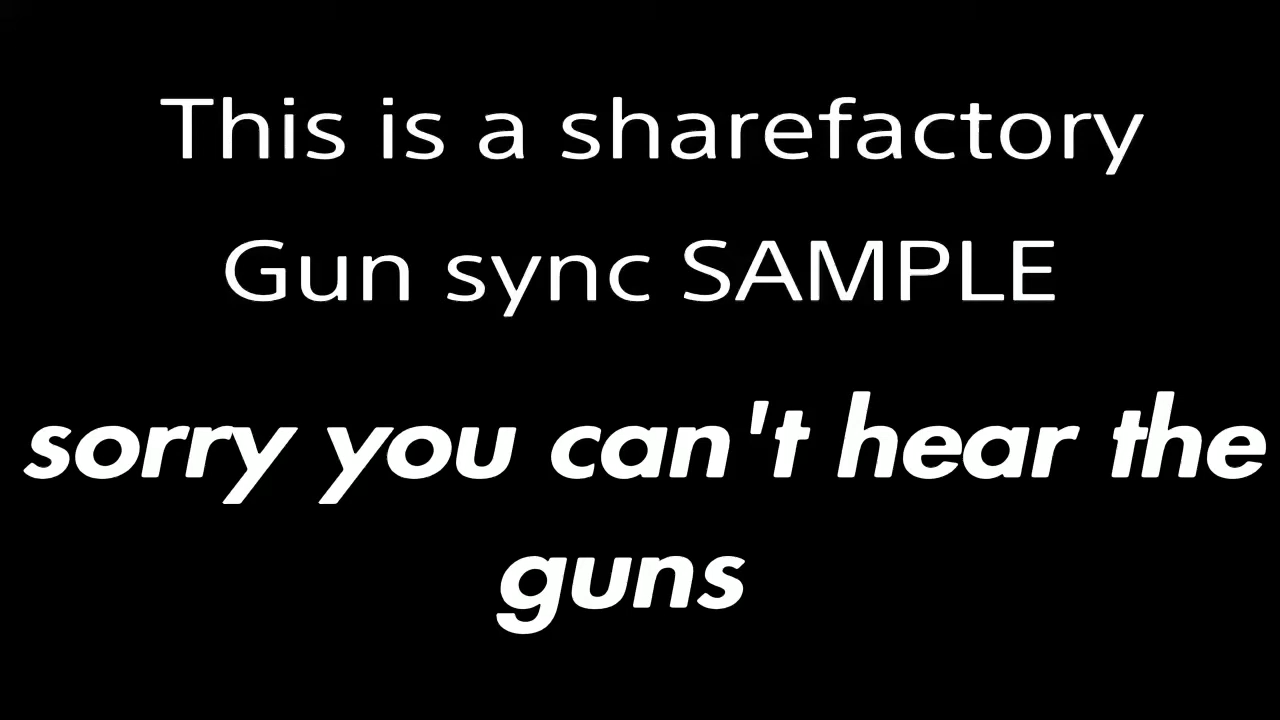 This is a sharefactory
Gun sync SAMPLE
sorry you can't hear the
guns